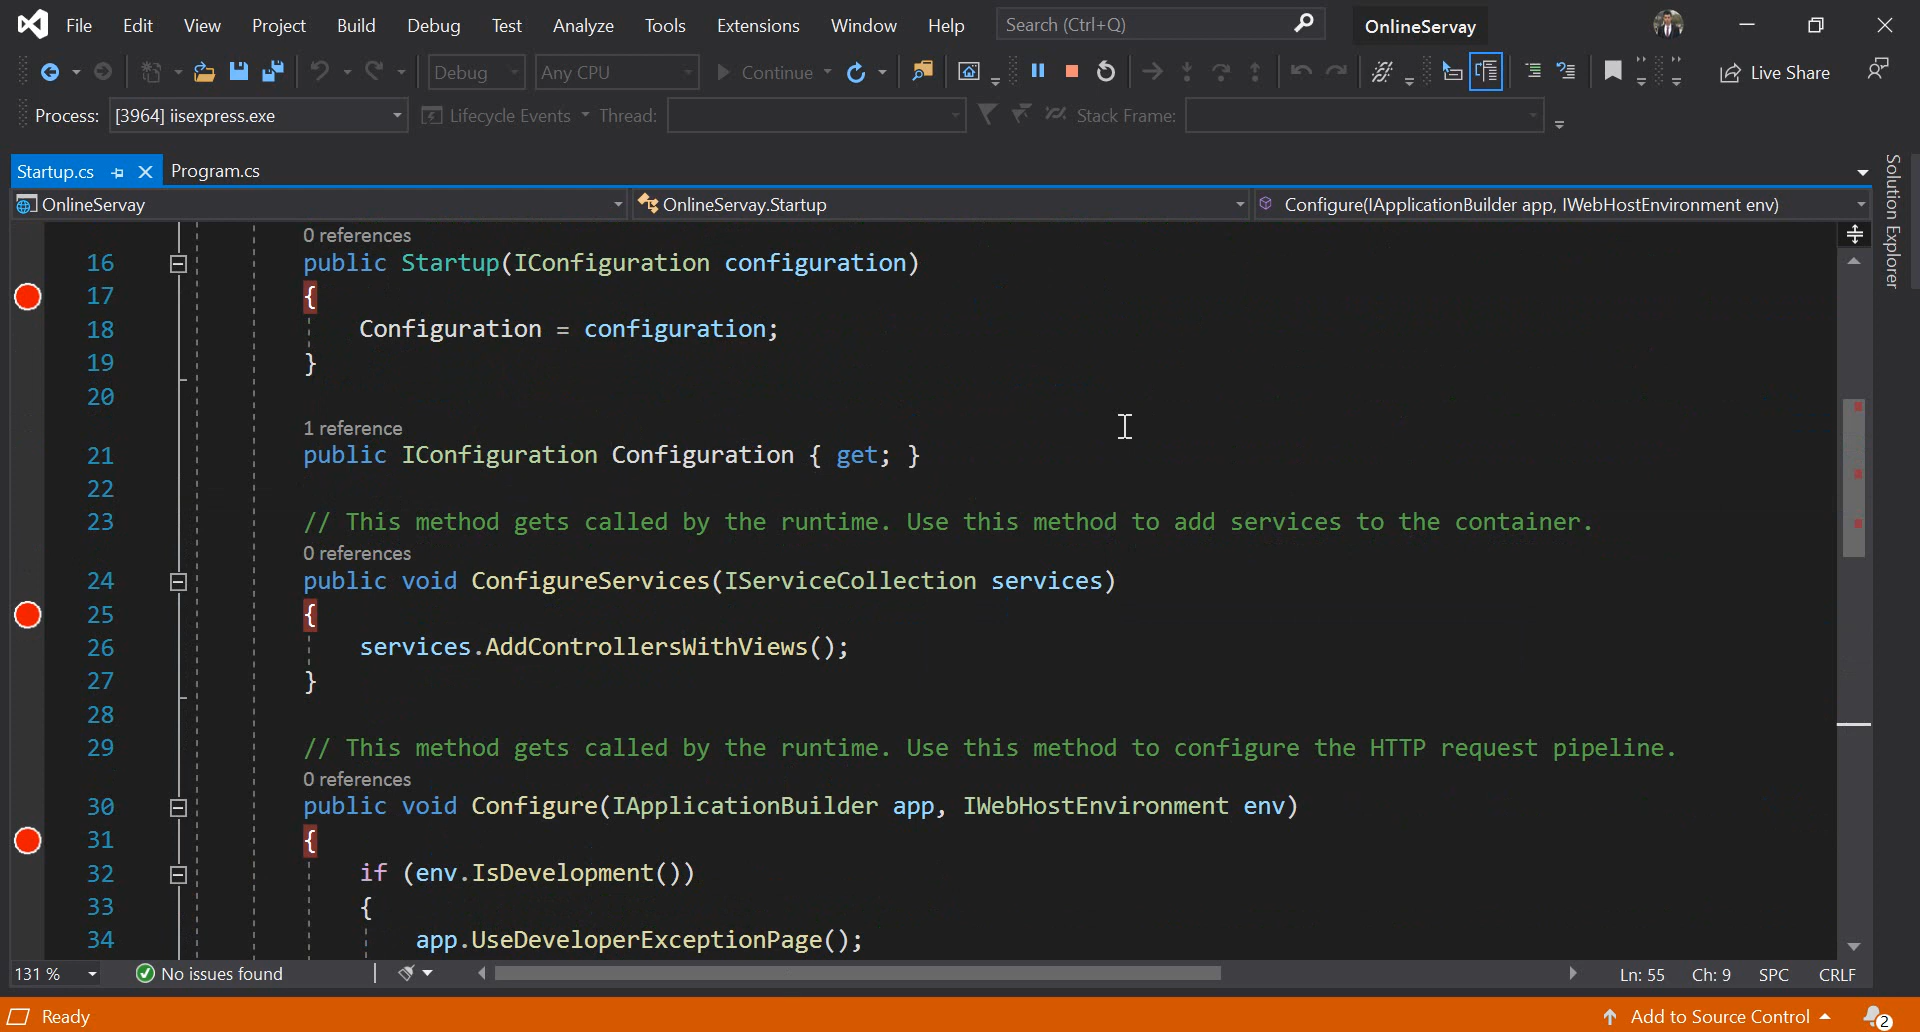 File Edit View Project Build Debug Test Analyze Tools Extensions Window Help Search (Ctrl+Q) OnlineServay
Debug Any CPU Continue Live Share
Process: [3964] iisexpress.exe Lifecycle Events Thread: Stack Frame:
Startup.cs Program.cs
Solution Explorer
OnlineServay OnlineServay.Startup Configure(IApplicationBuilder app, IWebHostEnvironment env)
0 references
16 public Startup(IConfiguration configuration)
17 {
18 Configuration = configuration;
19 }
20
1 reference
21 public IConfiguration Configuration { get; }
22
23 // This method gets called by the runtime. Use this method to add services to the container.
0 references
24 public void ConfigureServices(IServiceCollection services)
25 {
26 services.AddControllersWithViews();
27 }
28
29 // This method gets called by the runtime. Use this method to configure the HTTP request pipeline.
0 references
30 public void Configure(IApplicationBuilder app, IWebHostEnvironment env)
31 {
32 if (env.IsDevelopment())
33 {
34 app.UseDeveloperExceptionPage();
131 % No issues found Ln: 55 Ch: 9 SPC CRLF
Ready Add to Source Control 2